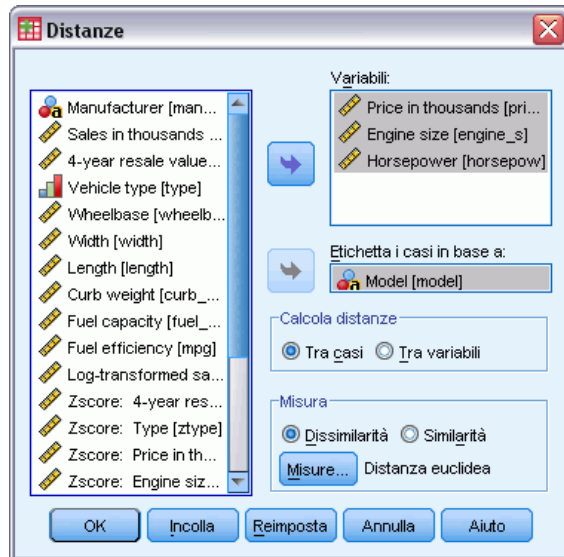 Distanze
Manufacturer [man...
Sales in thousands ...
4-year resale value...
Vehicle type [type]
Wheelbase [wheelb...
Width [width]
Length [length]
Curb weight [curb_...
Fuel capacity [fuel_...
Fuel efficiency [mpg]
Log-transformed sa...
Zscore: 4-year res...
Zscore: Type [ztype]
Zscore: Price in th...
Zscore: Engine siz...
Variabili:
Price in thousands [pri...
Engine size [engine_s]
Horsepower [horsepow]
Etichetta i casi in base a:
Model [model]
Calcola distanze
Tra casi Tra variabili
Misura
Dissimilarità Similarità
Misure... Distanza euclidea
OK Incolla Reimposta Annulla Aiuto